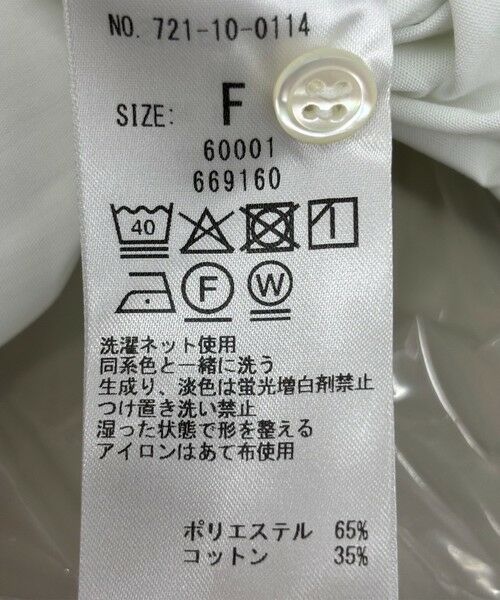 NO. 721-10-0114
SIZE: F
60001
669160
40
F W
洗濯ネット使用
同系色と一緒に洗う
生成り、淡色は蛍光増白剤禁止
つけ置き洗い禁止
湿った状態で形を整える
アイロンはあて布使用
ポリエステル 65%
コットン 35%